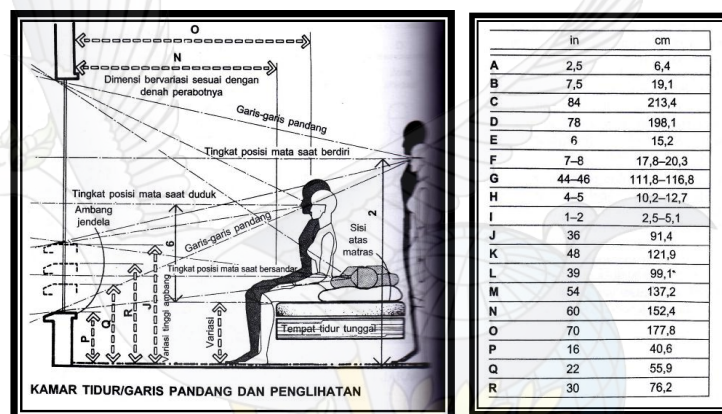 O
N
Dimensi bervariasi sesuai dengan
denah perabotnya
Garis-garis pandang
Tingkat posisi mata saat berdiri
Tingkat posisi mata saat duduk
Ambang
jendela
Garis-garis pandang
6
2
Sisi
atas
matras
Tingkat posisi mata saat bersandar
P
Q
R
J
Variasi tinggi ambang
Variasi
Tempat tidur tunggal
KAMAR TIDUR/GARIS PANDANG DAN PENGLIHATAN
in cm
A 2,5 6,4
B 7,5 19,1
C 84 213,4
D 78 198,1
E 6 15,2
F 7–8 17,8–20,3
G 44–46 111,8–116,8
H 4–5 10,2–12,7
I 1–2 2,5–5,1
J 36 91,4
K 48 121,9
L 39 99,1
M 54 137,2
N 60 152,4
O 70 177,8
P 16 40,6
Q 22 55,9
R 30 76,2